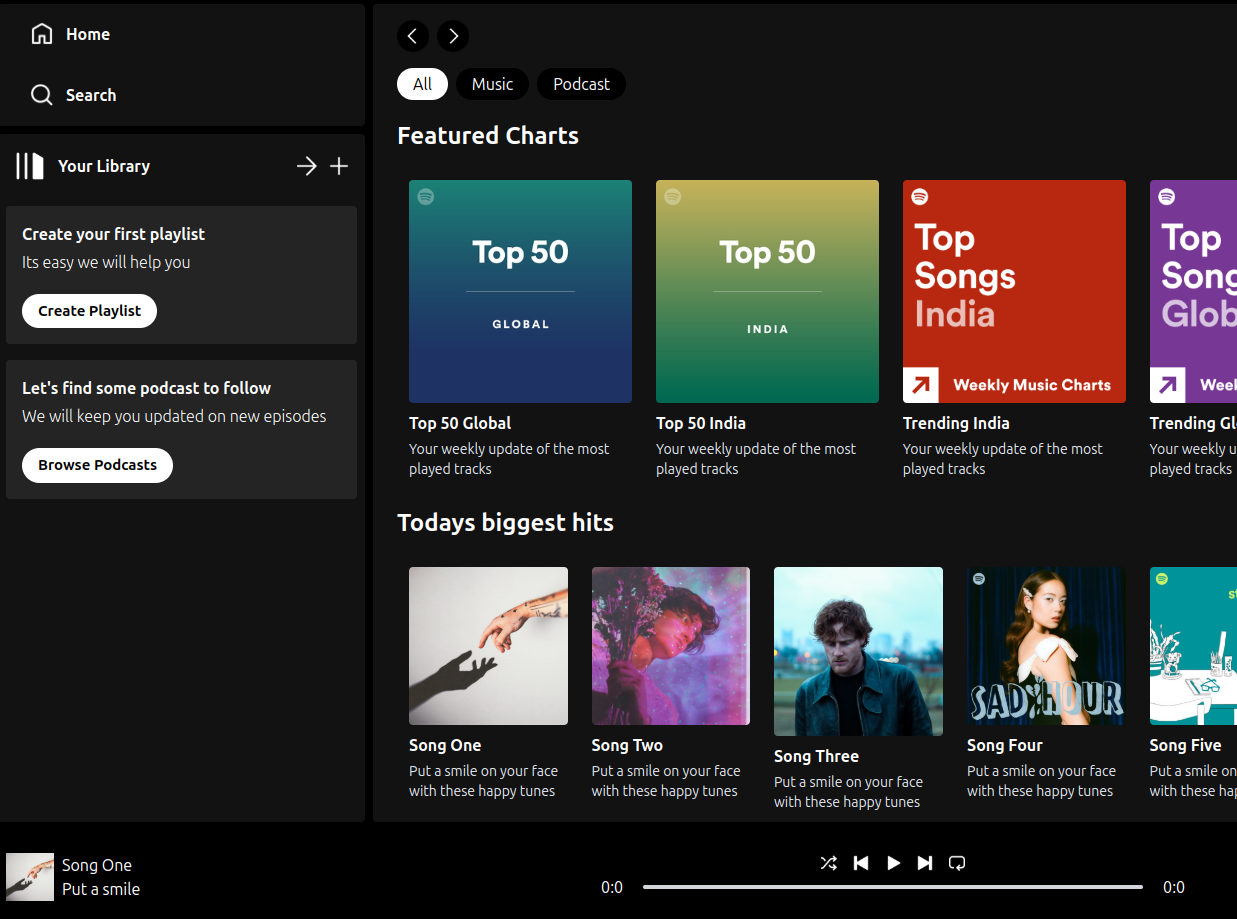 Home
Search
Your Library
Create your first playlist
Its easy we will help you
Create Playlist
Let's find some podcast to follow
We will keep you updated on new episodes
Browse Podcasts
All
Music
Podcast
Featured Charts
Top 50
GLOBAL
Top 50 Global
Your weekly update of the most
played tracks
Top 50
INDIA
Top 50 India
Your weekly update of the most
played tracks
Top
Songs
India
Weekly Music Charts
Trending India
Your weekly update of the most
played tracks
Top
Song
Glob
Week
Trending Gl
Your weekly u
played tracks
Todays biggest hits
Song One
Put a smile on your face
with these happy tunes
Song Two
Put a smile on your face
with these happy tunes
Song Three
Put a smile on your face
with these happy tunes
SAD HOUR
Song Four
Put a smile on your face
with these happy tunes
Song Five
Put a smile on
with these hap
Song One
Put a smile
0:0
0:0